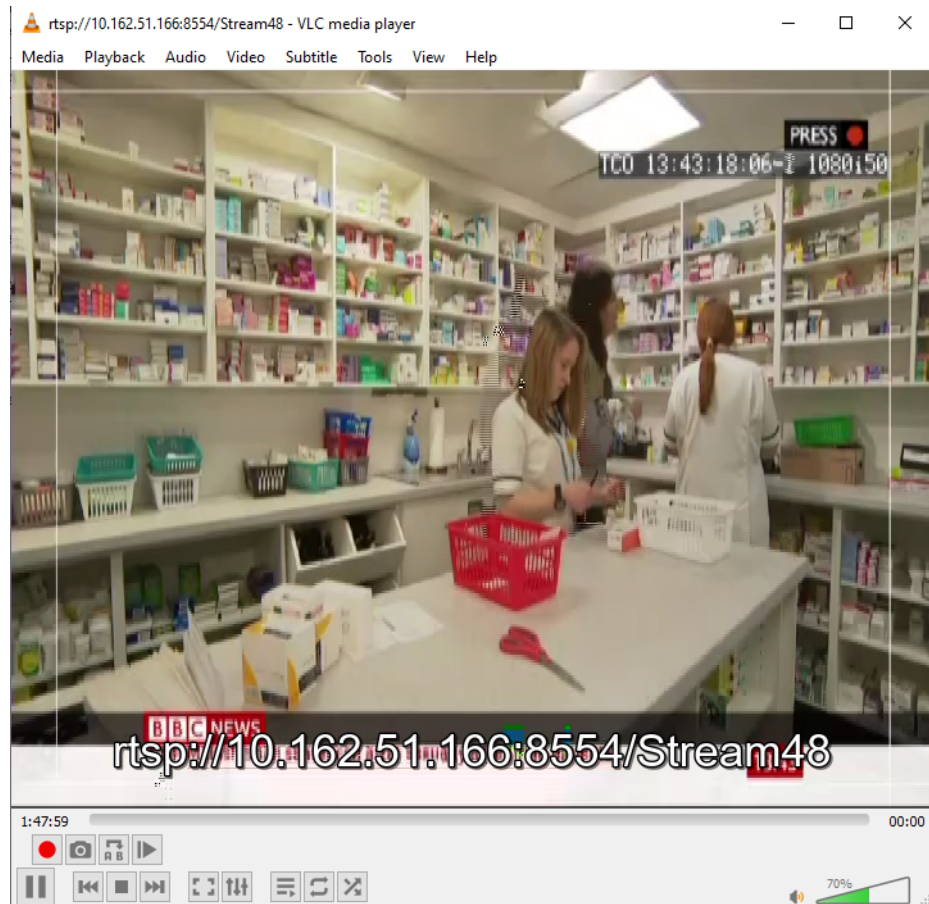 rtsp://10.162.51.166:8554/Stream48 - VLC media player
Media Playback Audio Video Subtitle Tools View Help
PRESS
TCO 13:43:18:06 1080i50
BBC NEWS
rtsp://10.162.51.166:8554/Stream48
1:47:59
00:00
A B
70%